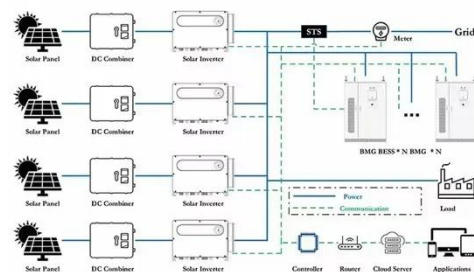 STS
Meter
Grid
Solar Panel DC Combiner Solar Inverter
Solar Panel DC Combiner Solar Inverter
BMG BESS * N BMG * N
Solar Panel DC Combiner Solar Inverter
Power
Communication
Load
Solar Panel DC Combiner Solar Inverter
Controller Router Cloud Server Applications